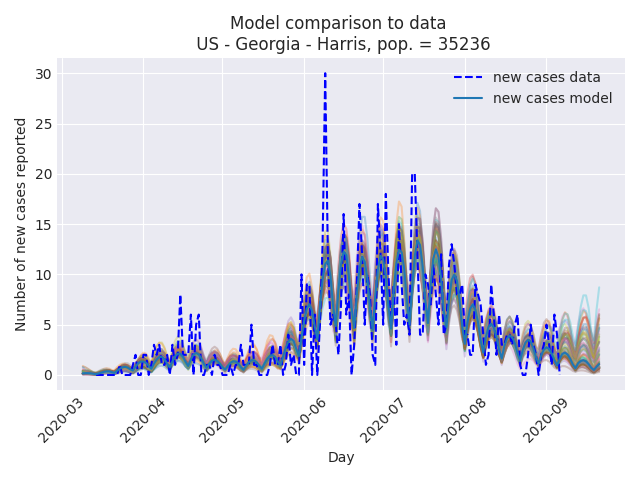 Model comparison to data
US - Georgia - Harris, pop. = 35236
new cases data
new cases model
Number of new cases reported
30
25
20
15
10
5
0
2020-03
2020-04
2020-05
2020-06
2020-07
2020-08
2020-09
Day